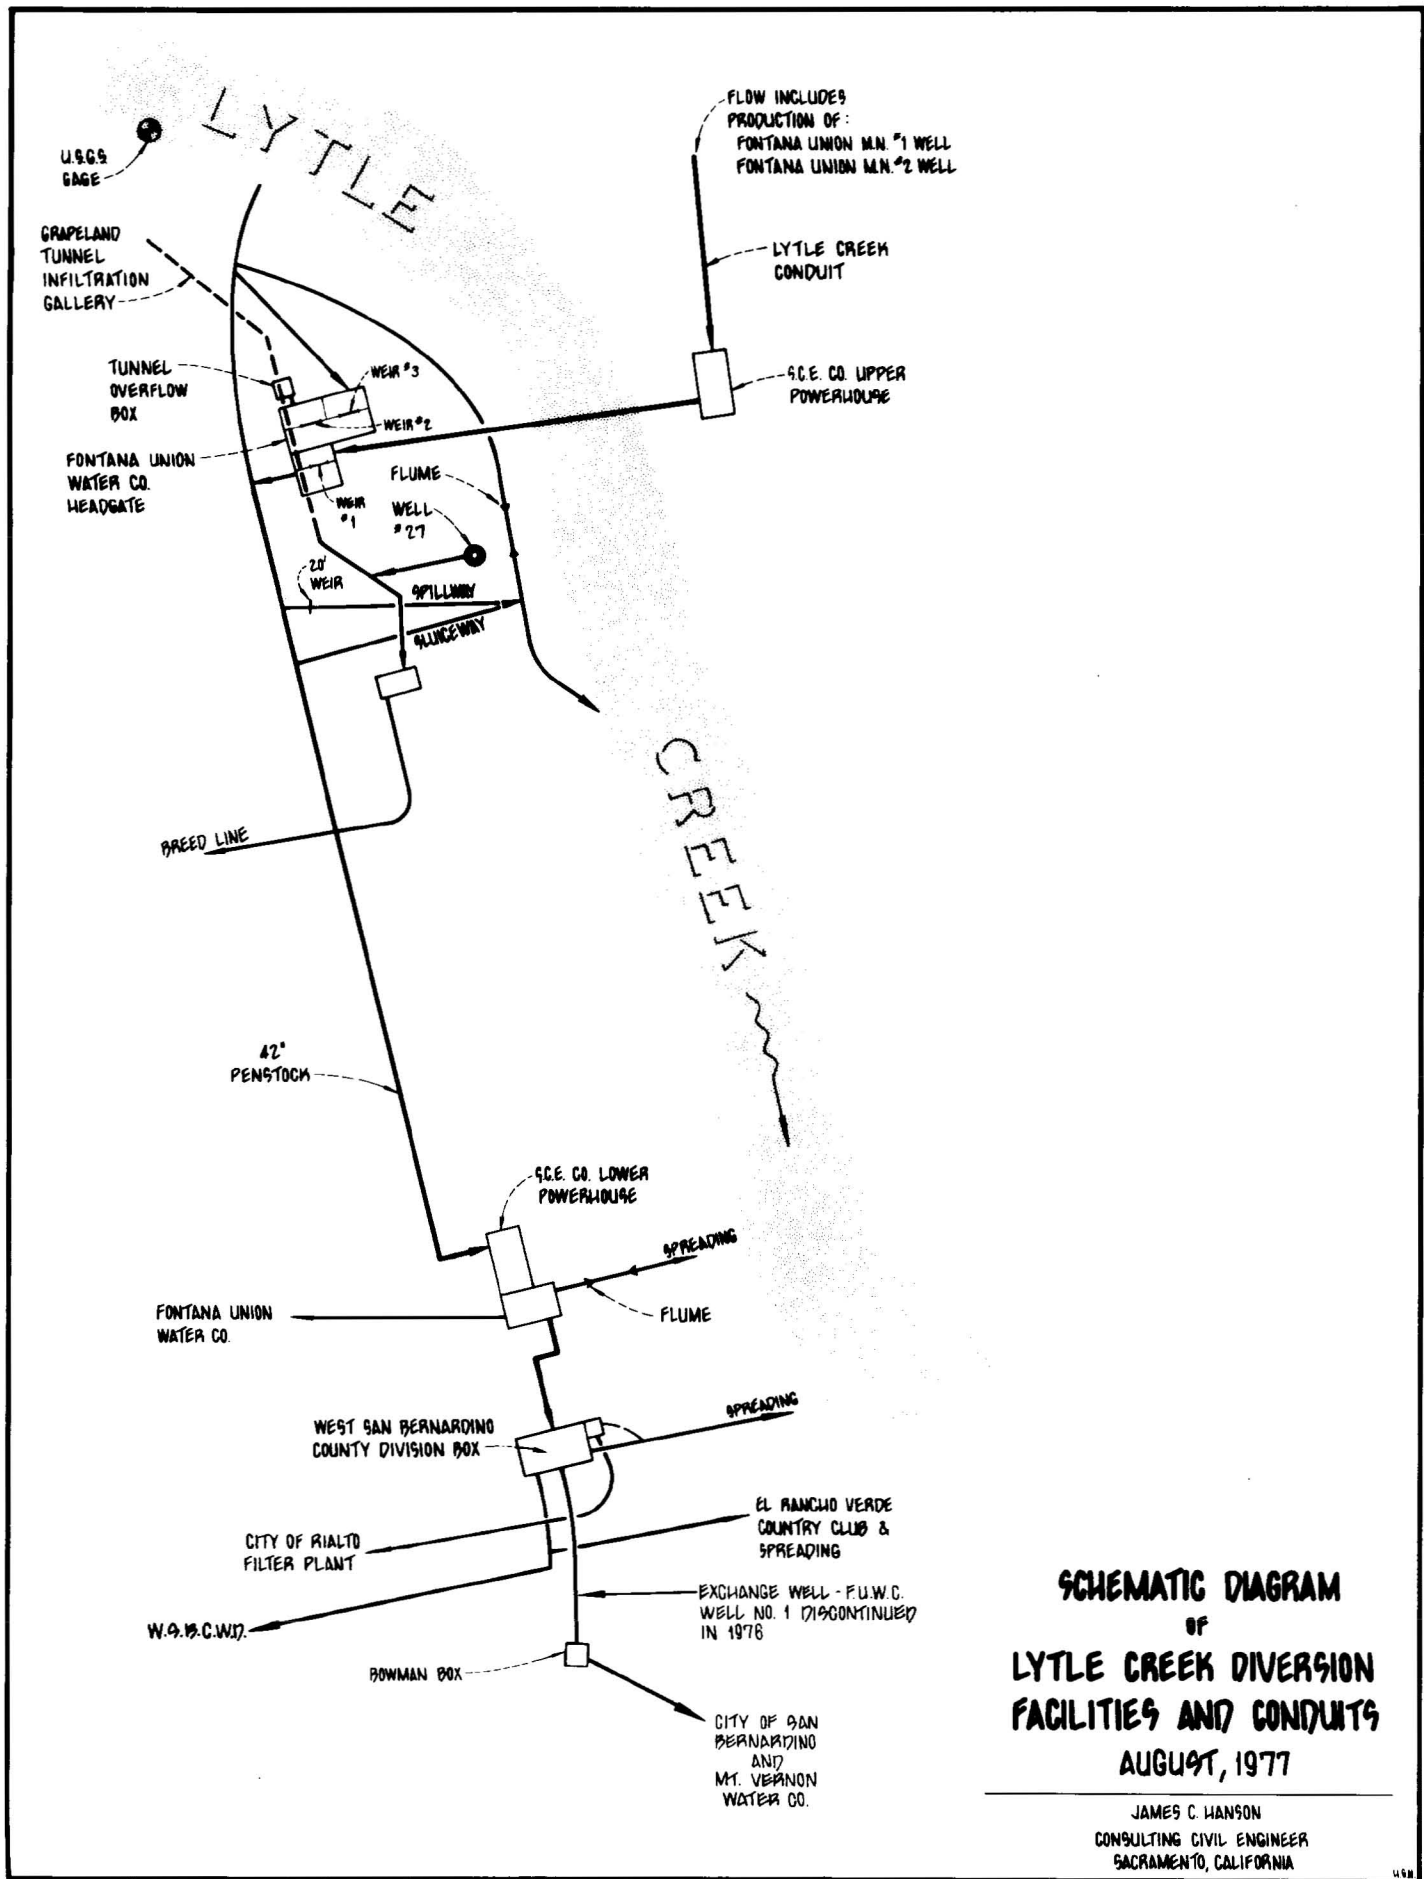 LYTLE
CREEK
U.S.G.S
GAGE
FLOW INCLUDES
PRODUCTION OF :
FONTANA UNION M.N. #1 WELL
FONTANA UNION M.N. #2 WELL
GRAPELAND
TUNNEL
INFILTRATION
GALLERY
LYTLE CREEK
CONDUIT
TUNNEL
OVERFLOW
BOX
WEIR #3
S.C.E. CO. UPPER
POWERHOUSE
WEIR #2
FONTANA UNION
WATER CO.
HEADGATE
FLUME
WEIR
#1
WELL
#27
20'
WEIR
SPILLWAY
SLUICEWAY
BREED LINE
42"
PENSTOCK
S.C.E. CO. LOWER
POWERHOUSE
SPREADING
FLUME
FONTANA UNION
WATER CO.
SPREADING
WEST SAN BERNARDINO
COUNTY DIVISION BOX
EL RANCHO VERDE
COUNTRY CLUB &
SPREADING
CITY OF RIALTO
FILTER PLANT
EXCHANGE WELL - F.U.W.C.
WELL NO. 1 DISCONTINUED
IN 1976
W.S.B.C.W.D.
BOWMAN BOX
CITY OF SAN
BERNARDINO
AND
MT. VERNON
WATER CO.
SCHEMATIC DIAGRAM
OF
LYTLE CREEK DIVERSION
FACILITIES AND CONDUITS
AUGUST, 1977
JAMES C. HANSON
CONSULTING CIVIL ENGINEER
SACRAMENTO, CALIFORNIA